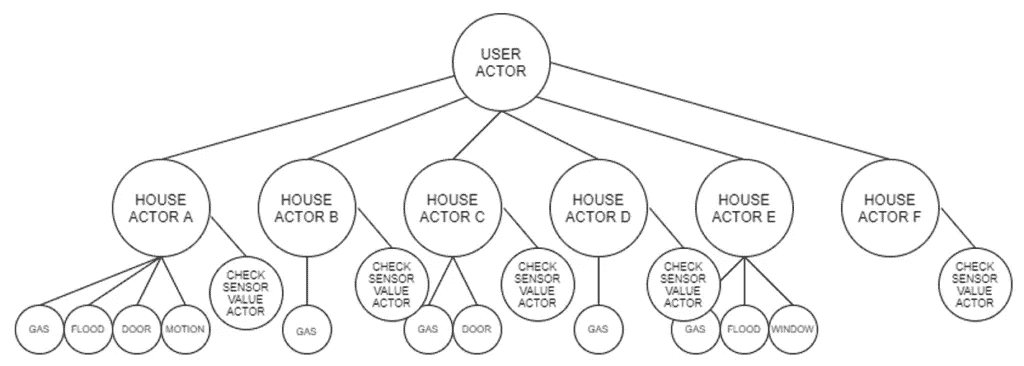 USER
ACTOR
HOUSE
ACTOR A
HOUSE
ACTOR B
HOUSE
ACTOR C
HOUSE
ACTOR D
HOUSE
ACTOR E
HOUSE
ACTOR F
CHECK
SENSOR
VALUE
ACTOR
CHECK
SENSOR
VALUE
ACTOR
CHECK
SENSOR
VALUE
ACTOR
CHECK
SENSOR
VALUE
ACTOR
CHECK
SENSOR
VALUE
ACTOR
GAS
FLOOD
DOOR
MOTION
GAS
GAS
DOOR
GAS
GAS
FLOOD
WINDOW